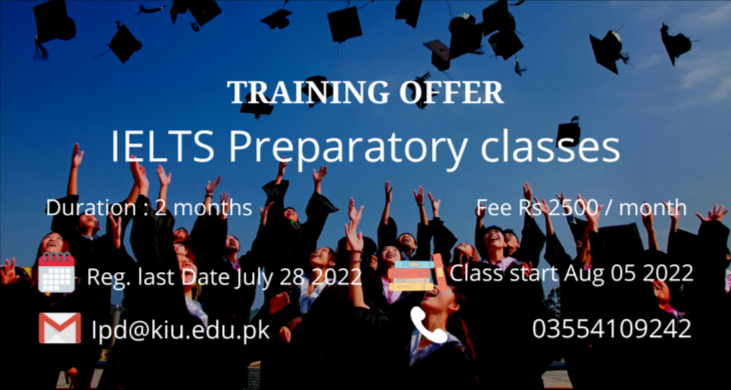 TRAINING OFFER
IELTS Preparatory classes
Duration : 2 months
Fee Rs 2500 / month
Reg. last Date July 28 2022
Class start Aug 05 2022
lpd@kiu.edu.pk
03554109242